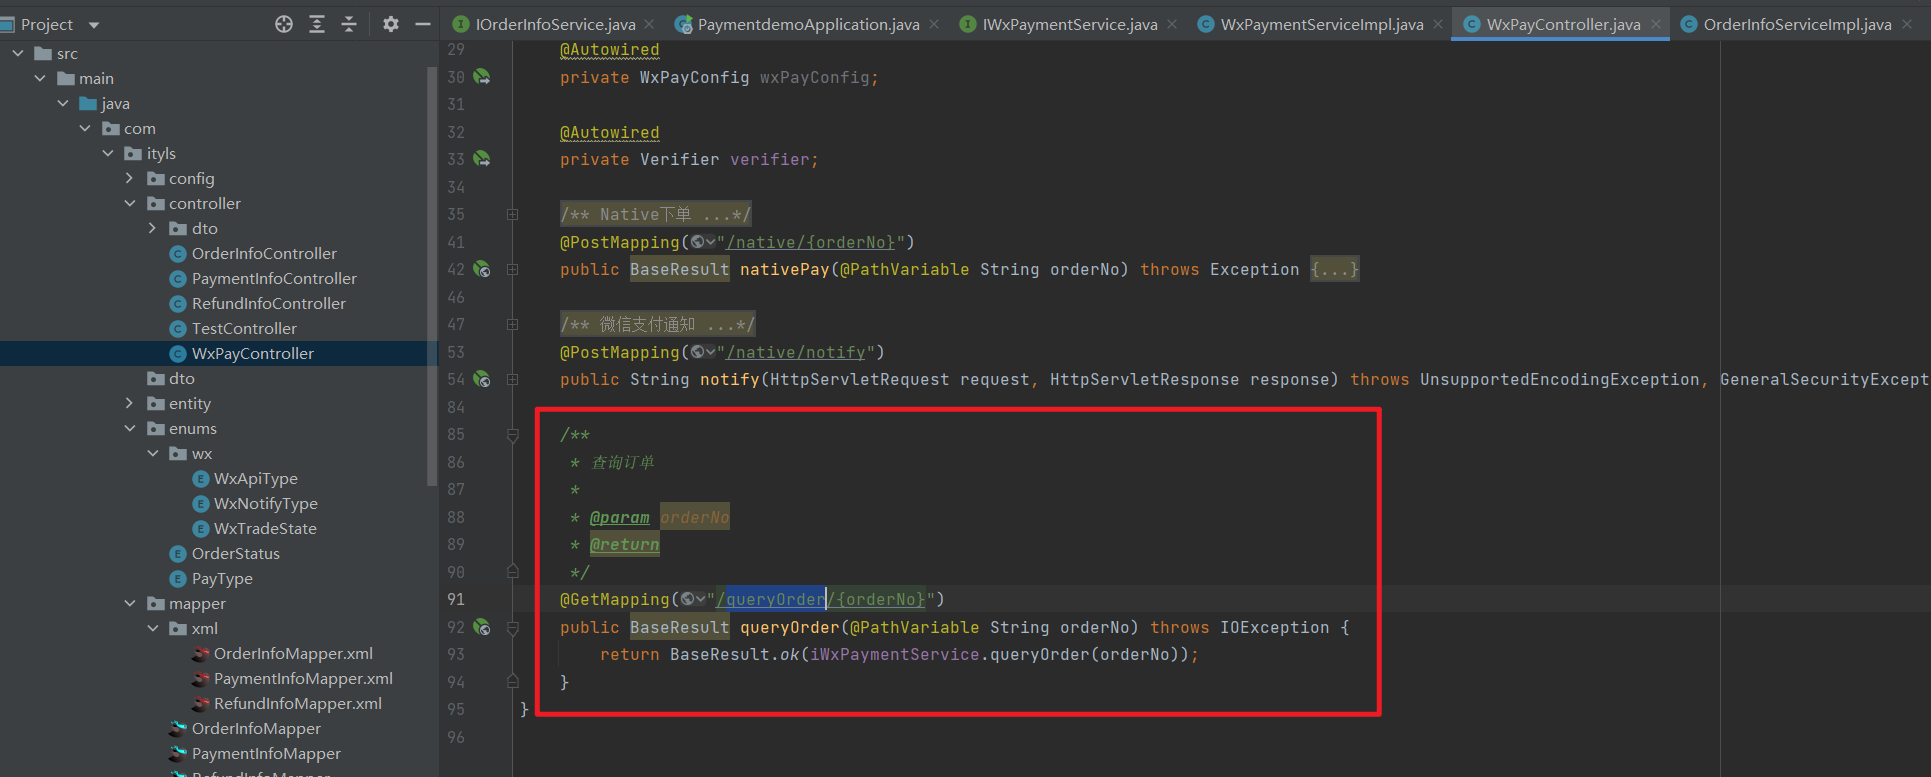 Project
IOrderInfoService.java
PaymentdemoApplication.java
IWxPaymentService.java
WxPaymentServiceImpl.java
WxPayController.java
OrderInfoServiceImpl.java
src
main
java
com
ityls
config
controller
dto
OrderInfoController
PaymentInfoController
RefundInfoController
TestController
WxPayController
dto
entity
enums
wx
WxApiType
WxNotifyType
WxTradeState
OrderStatus
PayType
mapper
xml
OrderInfoMapper.xml
PaymentInfoMapper.xml
RefundInfoMapper.xml
OrderInfoMapper
PaymentInfoMapper
RefundInfoMapper
29 @Autowired
30 private WxPayConfig wxPayConfig;
31
32 @Autowired
33 private Verifier verifier;
34
35 /** Native下单 ...*/
41 @PostMapping("/native/{orderNo}")
42 public BaseResult nativePay(@PathVariable String orderNo) throws Exception {...}
46
47 /** 微信支付通知 ...*/
53 @PostMapping("/native/notify")
54 public String notify(HttpServletRequest request, HttpServletResponse response) throws UnsupportedEncodingException, GeneralSecurityExcept
84
85 /**
86 * 查询订单
87 *
88 * @param orderNo
89 * @return
90 */
91 @GetMapping("/queryOrder/{orderNo}")
92 public BaseResult queryOrder(@PathVariable String orderNo) throws IOException {
93 return BaseResult.ok(iWxPaymentService.queryOrder(orderNo));
94 }
95 }
96